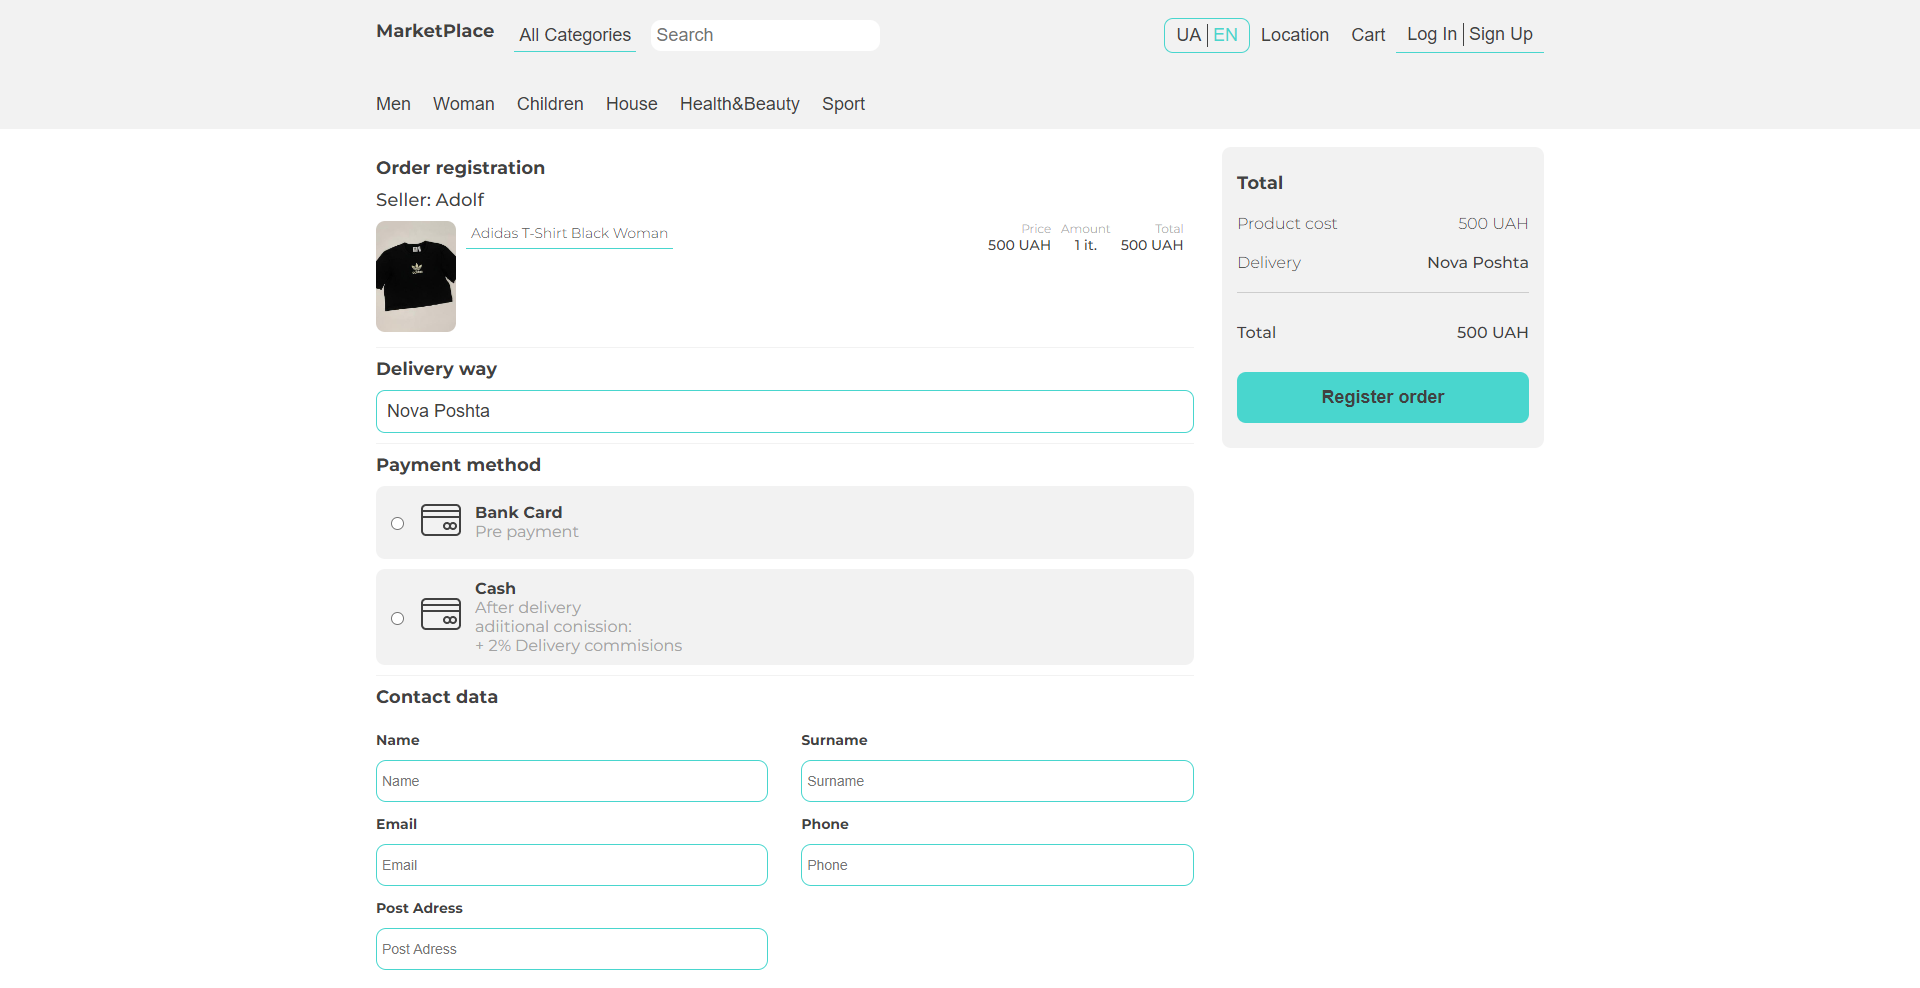 MarketPlace
All Categories
Search
UA | EN
Location
Cart
Log In | Sign Up
Men
Woman
Children
House
Health&Beauty
Sport
Order registration
Seller: Adolf
Adidas T-Shirt Black Woman
Price
500 UAH
Amount
1 it.
Total
500 UAH
Delivery way
Nova Poshta
Payment method
Bank Card
Pre payment
Cash
After delivery
adiitional conission:
+ 2% Delivery commisions
Contact data
Name
Name
Surname
Surname
Email
Email
Phone
Phone
Post Adress
Post Adress
Total
Product cost 500 UAH
Delivery Nova Poshta
Total 500 UAH
Register order